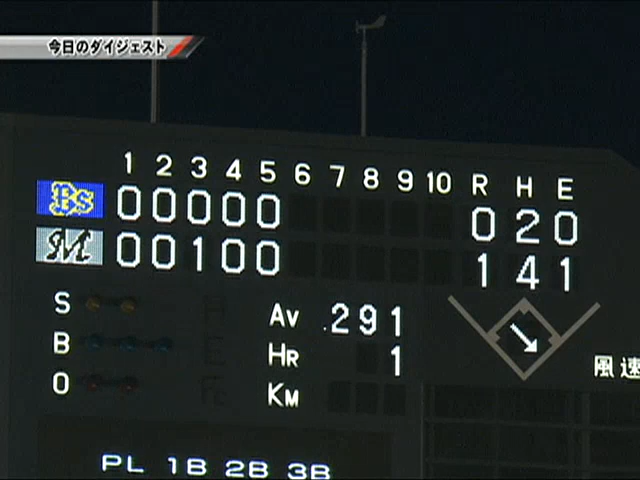 今日のダイジェスト
1 2 3 4 5 6 7 8 9 10 R H E
Bs 0 0 0 0 0 0 2 0
M 0 0 1 0 0 1 4 1
S
B
O
Av .291
HR 1
KM
風速
PL 1B 2B 3B